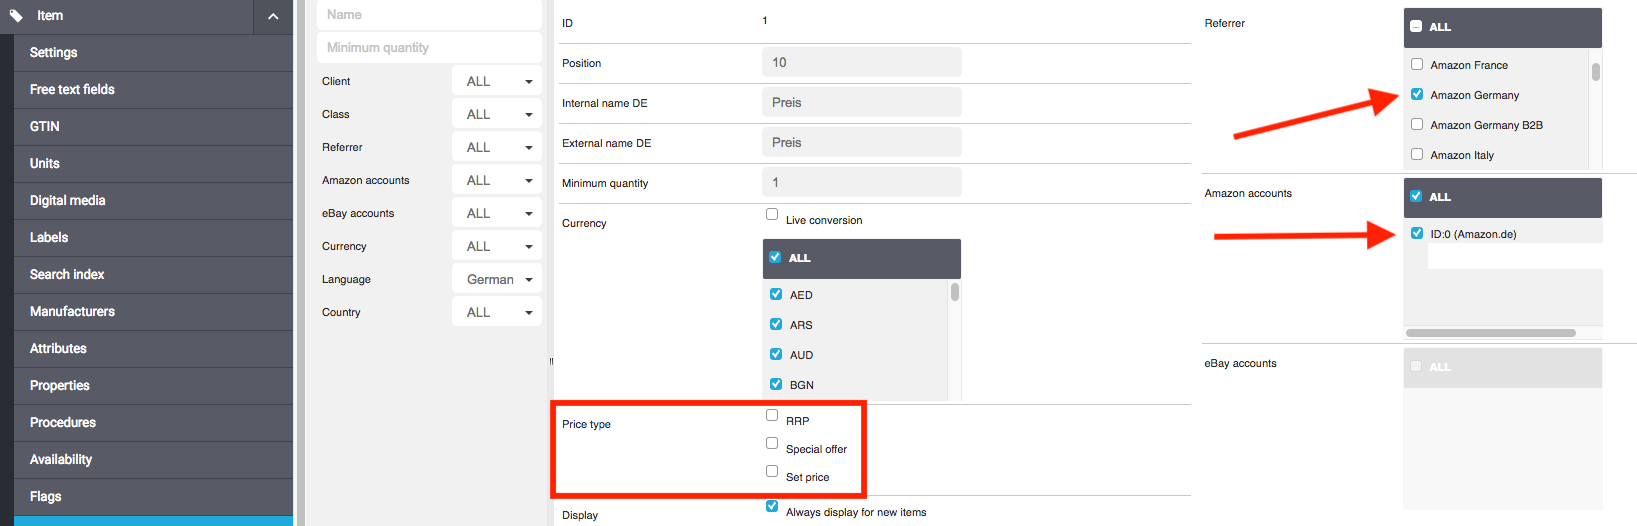 Item
Settings
Free text fields
GTIN
Units
Digital media
Labels
Search index
Manufacturers
Attributes
Properties
Procedures
Availability
Flags
Name
Minimum quantity
Client ALL
Class ALL
Referrer ALL
Amazon accounts ALL
eBay accounts ALL
Currency ALL
Language German
Country ALL
ID 1
Position 10
Internal name DE Preis
External name DE Preis
Minimum quantity 1
Currency Live conversion
ALL
AED
ARS
AUD
BGN
Price type RRP
Special offer
Set price
Display Always display for new items
Referrer ALL
Amazon France
Amazon Germany
Amazon Germany B2B
Amazon Italy
Amazon accounts ALL
ID:0 (Amazon.de)
eBay accounts ALL